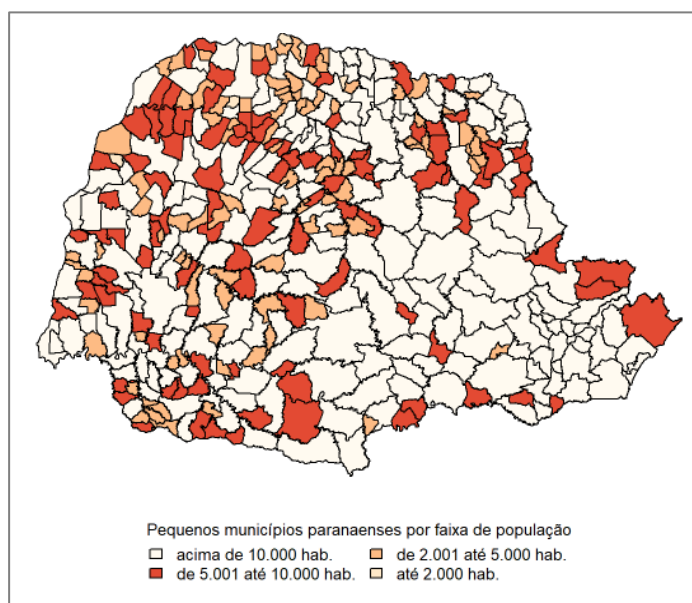 Pequenos municípios paranaenses por faixa de população
acima de 10.000 hab.
de 2.001 até 5.000 hab.
de 5.001 até 10.000 hab.
até 2.000 hab.